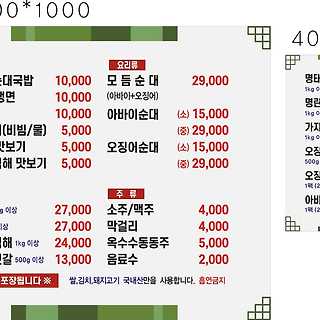 00*1000
40
요리류
순대국밥 10,000
냉면 10,000
10,000
(비빔/물) 5,000
맛보기 5,000
해 맛보기 5,000
모듬순대 29,000
(아바이+오징어)
아바이순대 (소) 15,000
(중) 29,000
오징어순대 (소) 15,000
(중) 29,000
이상 27,000
이상 27,000
해 1kg 이상 24,000
젓갈 500g 이상 13,000
주류
소주/맥주 4,000
막걸리 4,000
옥수수동동주 5,000
음료수 2,000
포장됩니다 ※
쌀,김치,돼지고기 국내산만을 사용합니다. 흡연금지
명태
1kg
명란
1kg
가자
1kg
오징
500g
오징
1팩
아바
1팩